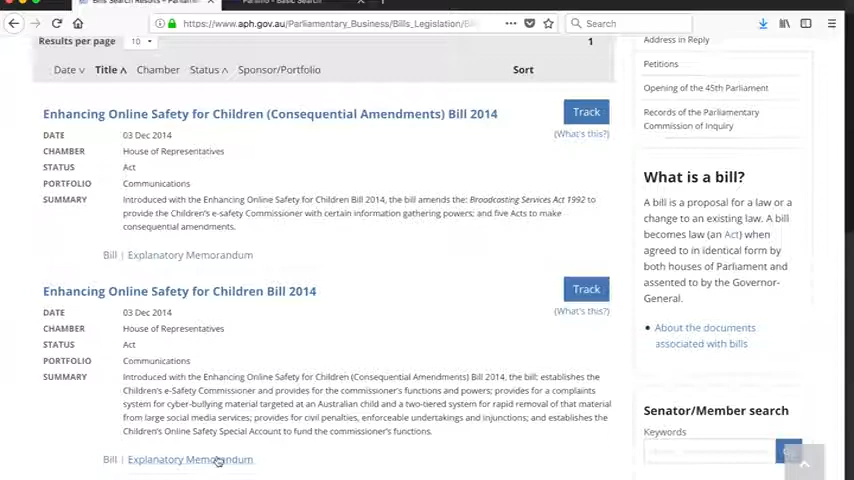 Bills Search Results – Parliament
ParlInfo - Basic Search
https://www.aph.gov.au/Parliamentary_Business/Bills_Legislation/Bi
Search
Results per page 10 1
Date Title Chamber Status Sponsor/Portfolio Sort
Enhancing Online Safety for Children (Consequential Amendments) Bill 2014
Track
(What's this?)
DATE 03 Dec 2014
CHAMBER House of Representatives
STATUS Act
PORTFOLIO Communications
SUMMARY Introduced with the Enhancing Online Safety for Children Bill 2014, the bill amends the: Broadcasting Services Act 1992 to
provide the Children's e-safety Commissioner with certain information gathering powers; and five Acts to make
consequential amendments.
Bill | Explanatory Memorandum
Enhancing Online Safety for Children Bill 2014
Track
(What's this?)
DATE 03 Dec 2014
CHAMBER House of Representatives
STATUS Act
PORTFOLIO Communications
SUMMARY Introduced with the Enhancing Online Safety for Children (Consequential Amendments) Bill 2014, the bill: establishes the
Children's e-Safety Commissioner and provides for the commissioner's functions and powers; provides for a complaints
system for cyber-bullying material targeted at an Australian child and a two-tiered system for rapid removal of that material
from large social media services; provides for civil penalties, enforceable undertakings and injunctions; and establishes the
Children's Online Safety Special Account to fund the commissioner's functions.
Bill | Explanatory Memorandum
Address in Reply
Petitions
Opening of the 45th Parliament
Records of the Parliamentary
Commission of Inquiry
What is a bill?
A bill is a proposal for a law or a
change to an existing law. A bill
becomes law (an Act) when
agreed to in identical form by
both houses of Parliament and
assented to by the Governor-
General.
About the documents
associated with bills
Senator/Member search
Keywords